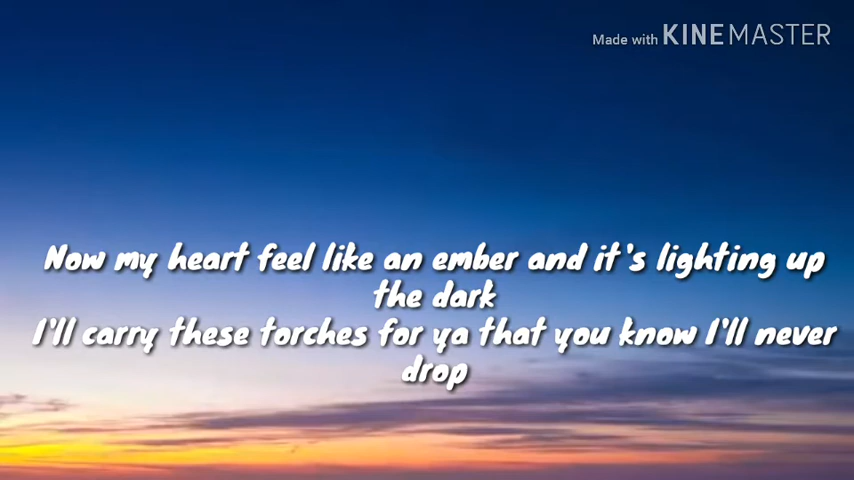 Made with KINEMASTER
Now my heart feel like an ember and it's lighting up
the dark
I'll carry these torches for ya that you know I'll never
drop